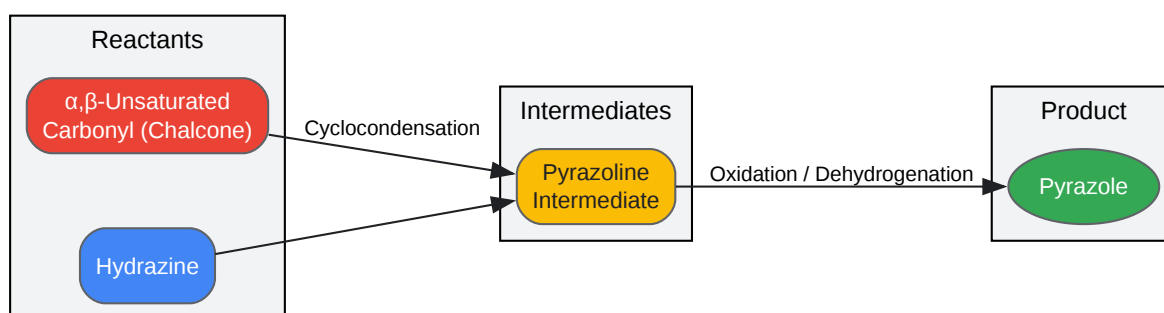 Reactants
α,β-Unsaturated
Carbonyl (Chalcone)
Hydrazine
Cyclocondensation
Intermediates
Pyrazoline
Intermediate
Oxidation / Dehydrogenation
Product
Pyrazole